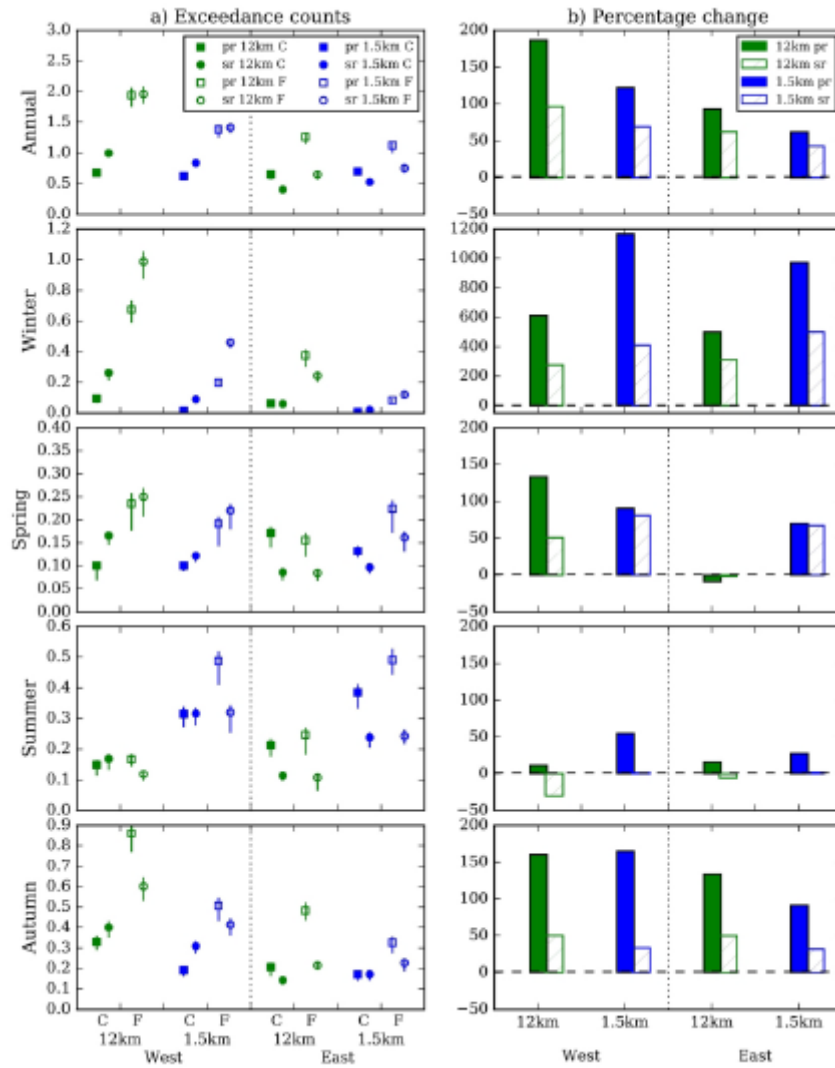 a) Exceedance counts
b) Percentage change
Annual
3.0
2.5
2.0
1.5
1.0
0.5
0.0
pr 12km C
sr 12km C
pr 12km F
sr 12km F
pr 1.5km C
sr 1.5km C
pr 1.5km F
sr 1.5km F
200
150
100
50
0
−50
12km pr
12km sr
1.5km pr
1.5km sr
Winter
1.2
1.0
0.8
0.6
0.4
0.2
0.0
1200
1000
800
600
400
200
0
Spring
0.40
0.35
0.30
0.25
0.20
0.15
0.10
0.05
0.00
200
150
100
50
0
−50
Summer
0.6
0.5
0.4
0.3
0.2
0.1
0.0
200
150
100
50
0
−50
Autumn
0.9
0.8
0.7
0.6
0.5
0.4
0.3
0.2
0.1
0.0
200
150
100
50
0
−50
C F C F C F C F
12km 1.5km 12km 1.5km
West East
12km 1.5km 12km 1.5km
West East